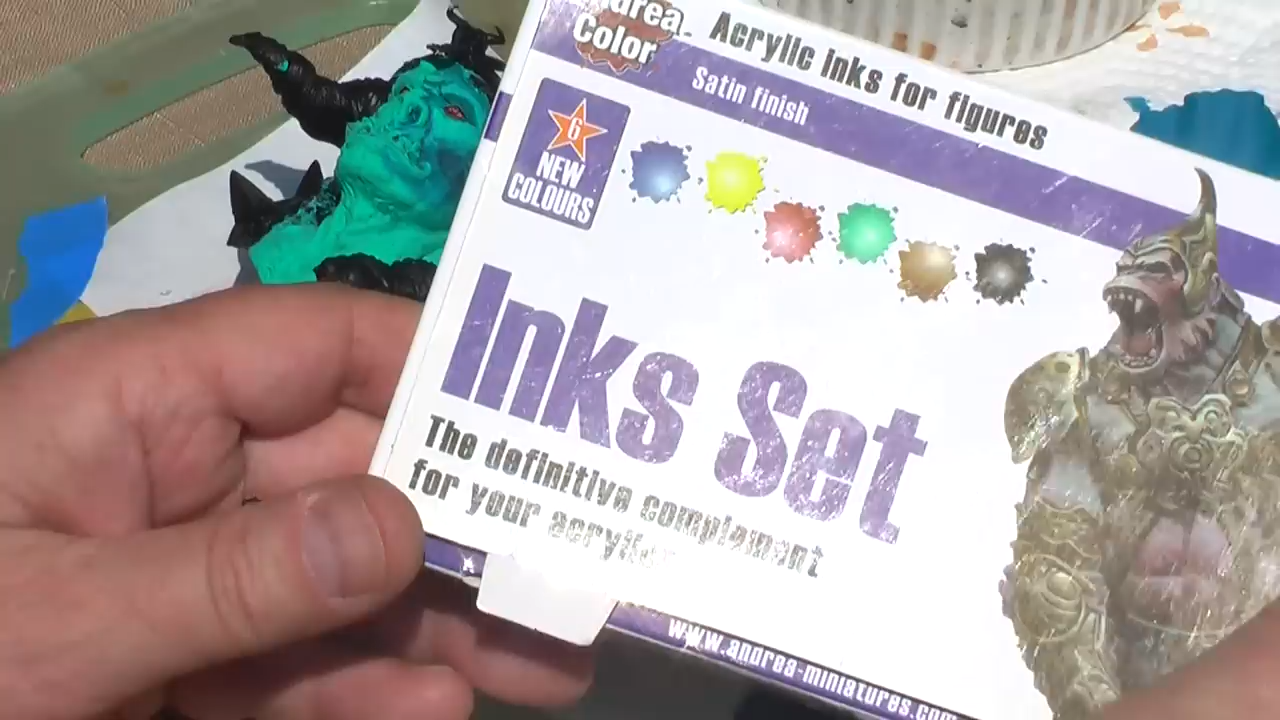 Color
Acrylic inks for figures
Satin finish
6
NEW
COLOURS
Inks Set
The definitive complement
for your
www.andrea-miniatures.com